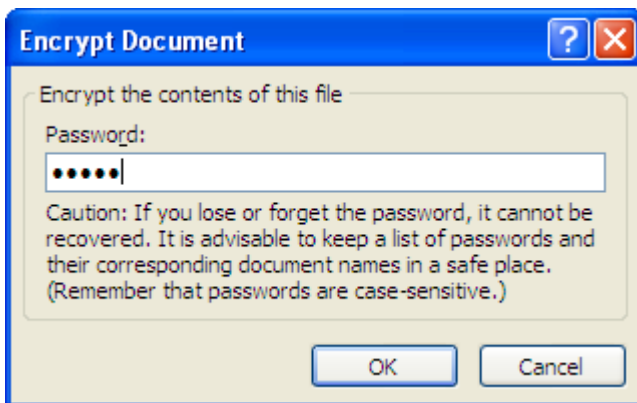 Encrypt Document
Encrypt the contents of this file
Password:
•••••
Caution: If you lose or forget the password, it cannot be
recovered. It is advisable to keep a list of passwords and
their corresponding document names in a safe place.
(Remember that passwords are case-sensitive.)
OK Cancel